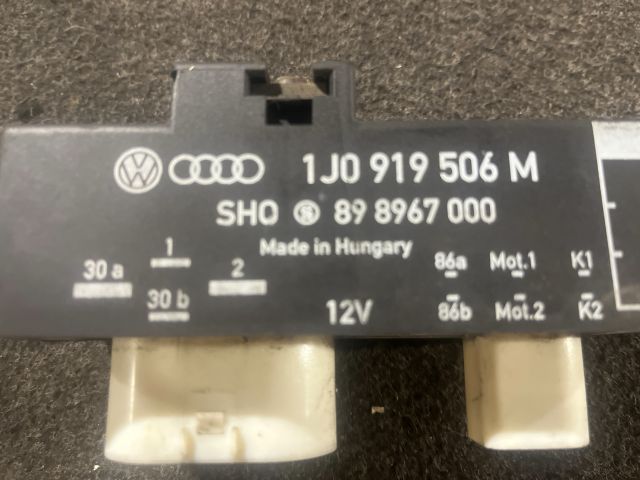 1J0 919 506 M
SHO 89 8967 000
Made in Hungary
30 a 1 2 86a Mot.1 K1
30 b 12V 86b Mot.2 K2